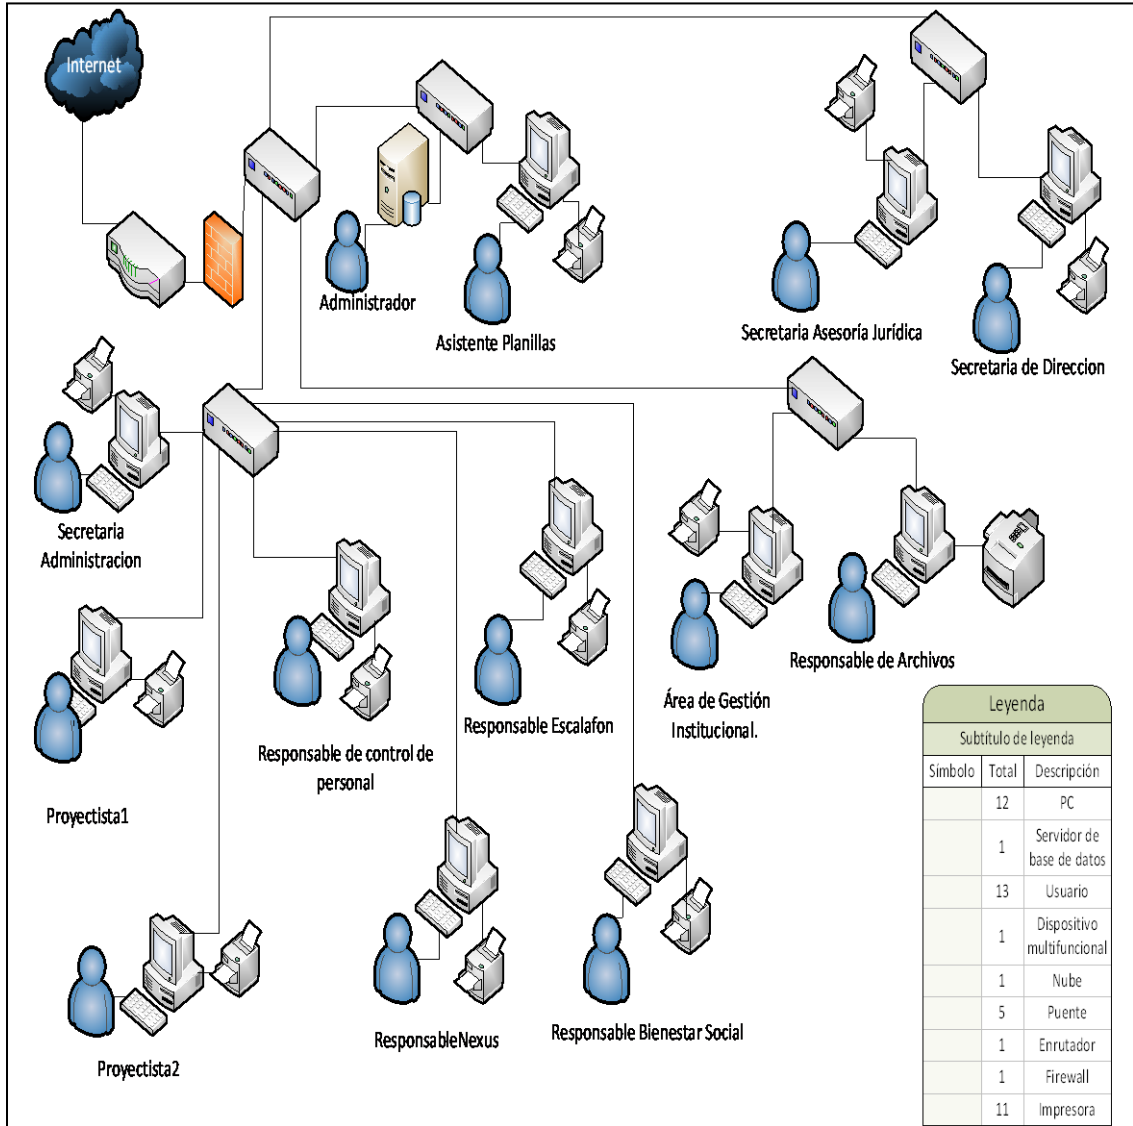 Internet
Administrador
Asistente Planillas
Secretaria Asesoría Jurídica
Secretaria de Direccion
Secretaria
Administracion
Responsable de Archivos
Responsable Escalafon
Área de Gestión
Institucional.
Responsable de control de
personal
Proyectista1
ResponsableNexus
Responsable Bienestar Social
Proyectista2
Leyenda
Subtítulo de leyenda
Símbolo Total Descripción
12 PC
1 Servidor de
base de datos
13 Usuario
1 Dispositivo
multifuncional
1 Nube
5 Puente
1 Enrutador
1 Firewall
11 Impresora